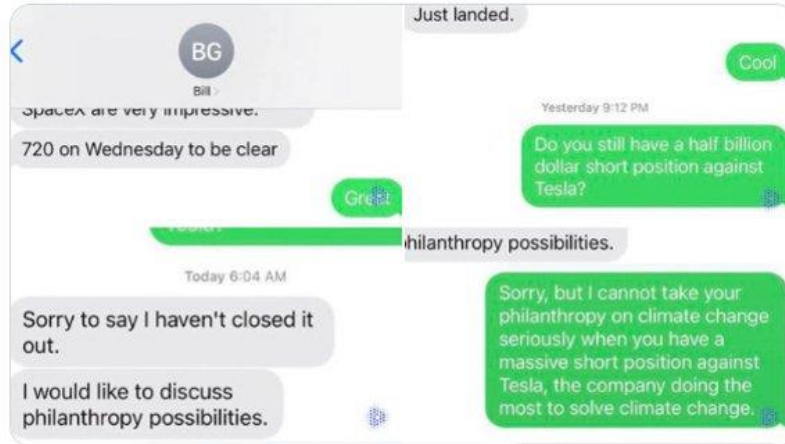 BG
Bill
SpaceX are very impressive.
720 on Wednesday to be clear
Great
Today 6:04 AM
Sorry to say I haven't closed it
out.
I would like to discuss
philanthropy possibilities.
Just landed.
Cool
Yesterday 9:12 PM
Do you still have a half billion
dollar short position against
Tesla?
philanthropy possibilities.
Sorry, but I cannot take your
philanthropy on climate change
seriously when you have a
massive short position against
Tesla, the company doing the
most to solve climate change.